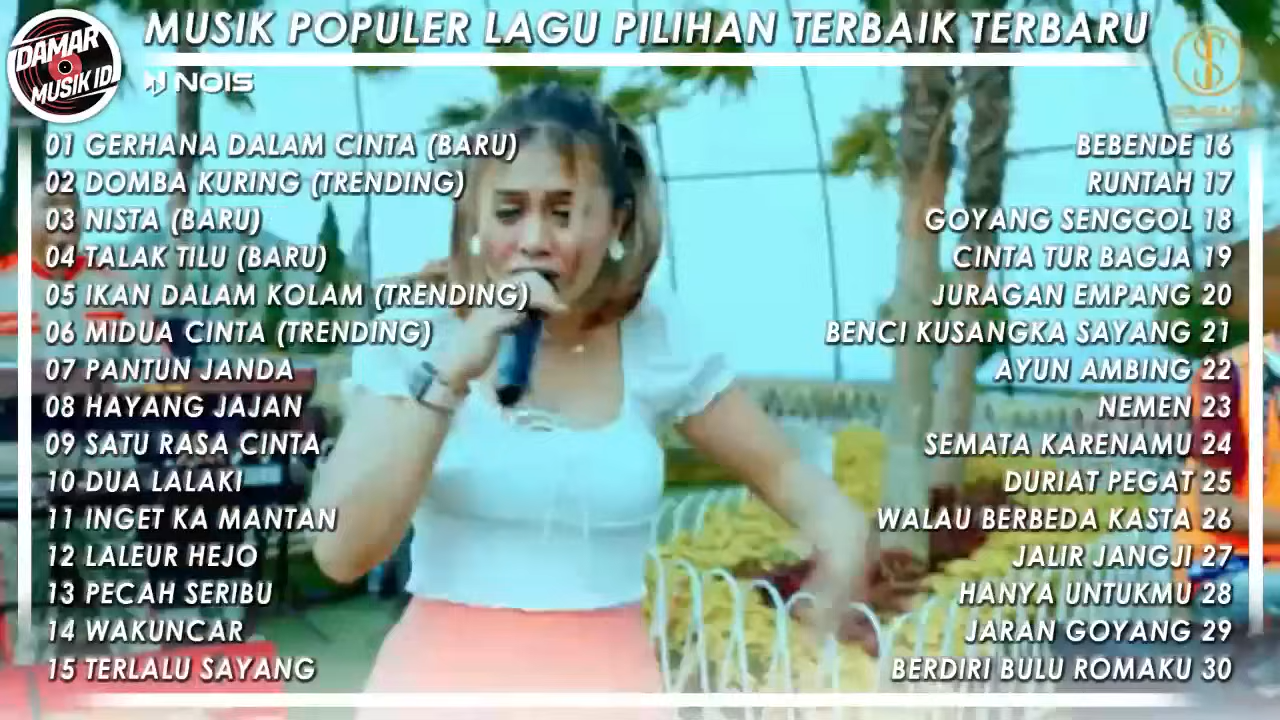 DAMAR
MUSIK ID
MUSIK POPULER LAGU PILIHAN TERBAIK TERBARU
NOIS
01 GERHANA DALAM CINTA (BARU)
02 DOMBA KURING (TRENDING)
03 NISTA (BARU)
04 TALAK TILU (BARU)
05 IKAN DALAM KOLAM (TRENDING)
06 MIDUA CINTA (TRENDING)
07 PANTUN JANDA
08 HAYANG JAJAN
09 SATU RASA CINTA
10 DUA LALAKI
11 INGET KA MANTAN
12 LALEUR HEJO
13 PECAH SERIBU
14 WAKUNCAR
15 TERLALU SAYANG
BEBENDE 16
RUNTAH 17
GOYANG SENGGOL 18
CINTA TUR BAGJA 19
JURAGAN EMPANG 20
BENCI KUSANGKA SAYANG 21
AYUN AMBING 22
NEMEN 23
SEMATA KARENAMU 24
DURIAT PEGAT 25
WALAU BERBEDA KASTA 26
JALIR JANGJI 27
HANYA UNTUKMU 28
JARAN GOYANG 29
BERDIRI BULU ROMAKU 30